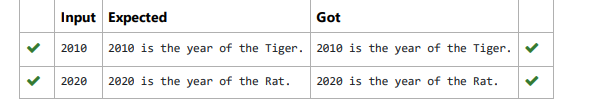 Input Expected Got
2010 2010 is the year of the Tiger. 2010 is the year of the Tiger.
2020 2020 is the year of the Rat. 2020 is the year of the Rat.